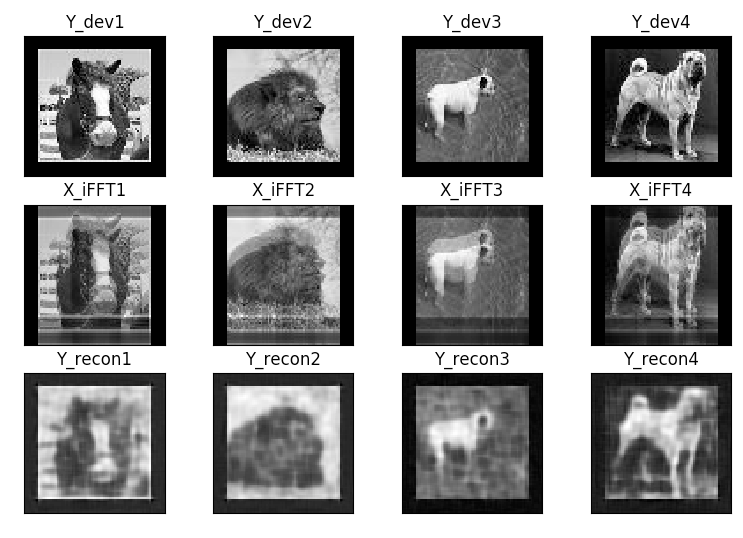 Y_dev1 Y_dev2 Y_dev3 Y_dev4
X_iFFT1 X_iFFT2 X_iFFT3 X_iFFT4
Y_recon1 Y_recon2 Y_recon3 Y_recon4